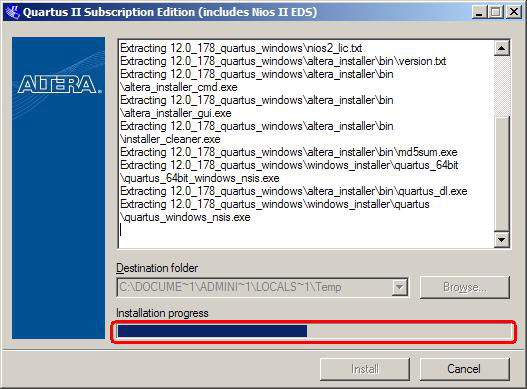 Quartus II Subscription Edition (includes Nios II EDS)
ALTERA®
Extracting 12.0_178_quartus_windows\nios2_lic.txt
Extracting 12.0_178_quartus_windows\altera_installer\bin\version.txt
Extracting 12.0_178_quartus_windows\altera_installer\bin
\altera_installer_cmd.exe
Extracting 12.0_178_quartus_windows\altera_installer\bin
\altera_installer_gui.exe
Extracting 12.0_178_quartus_windows\altera_installer\bin
\installer_cleaner.exe
Extracting 12.0_178_quartus_windows\altera_installer\bin\md5sum.exe
Extracting 12.0_178_quartus_windows\windows_installer\quartus_64bit
\quartus_64bit_windows_nsis.exe
Extracting 12.0_178_quartus_windows\altera_installer\bin\quartus_dl.exe
Extracting 12.0_178_quartus_windows\windows_installer\quartus
\quartus_windows_nsis.exe
Destination folder
C:\DOCUME~1\ADMINI~1\LOCALS~1\Temp
Browse...
Installation progress
Install
Cancel